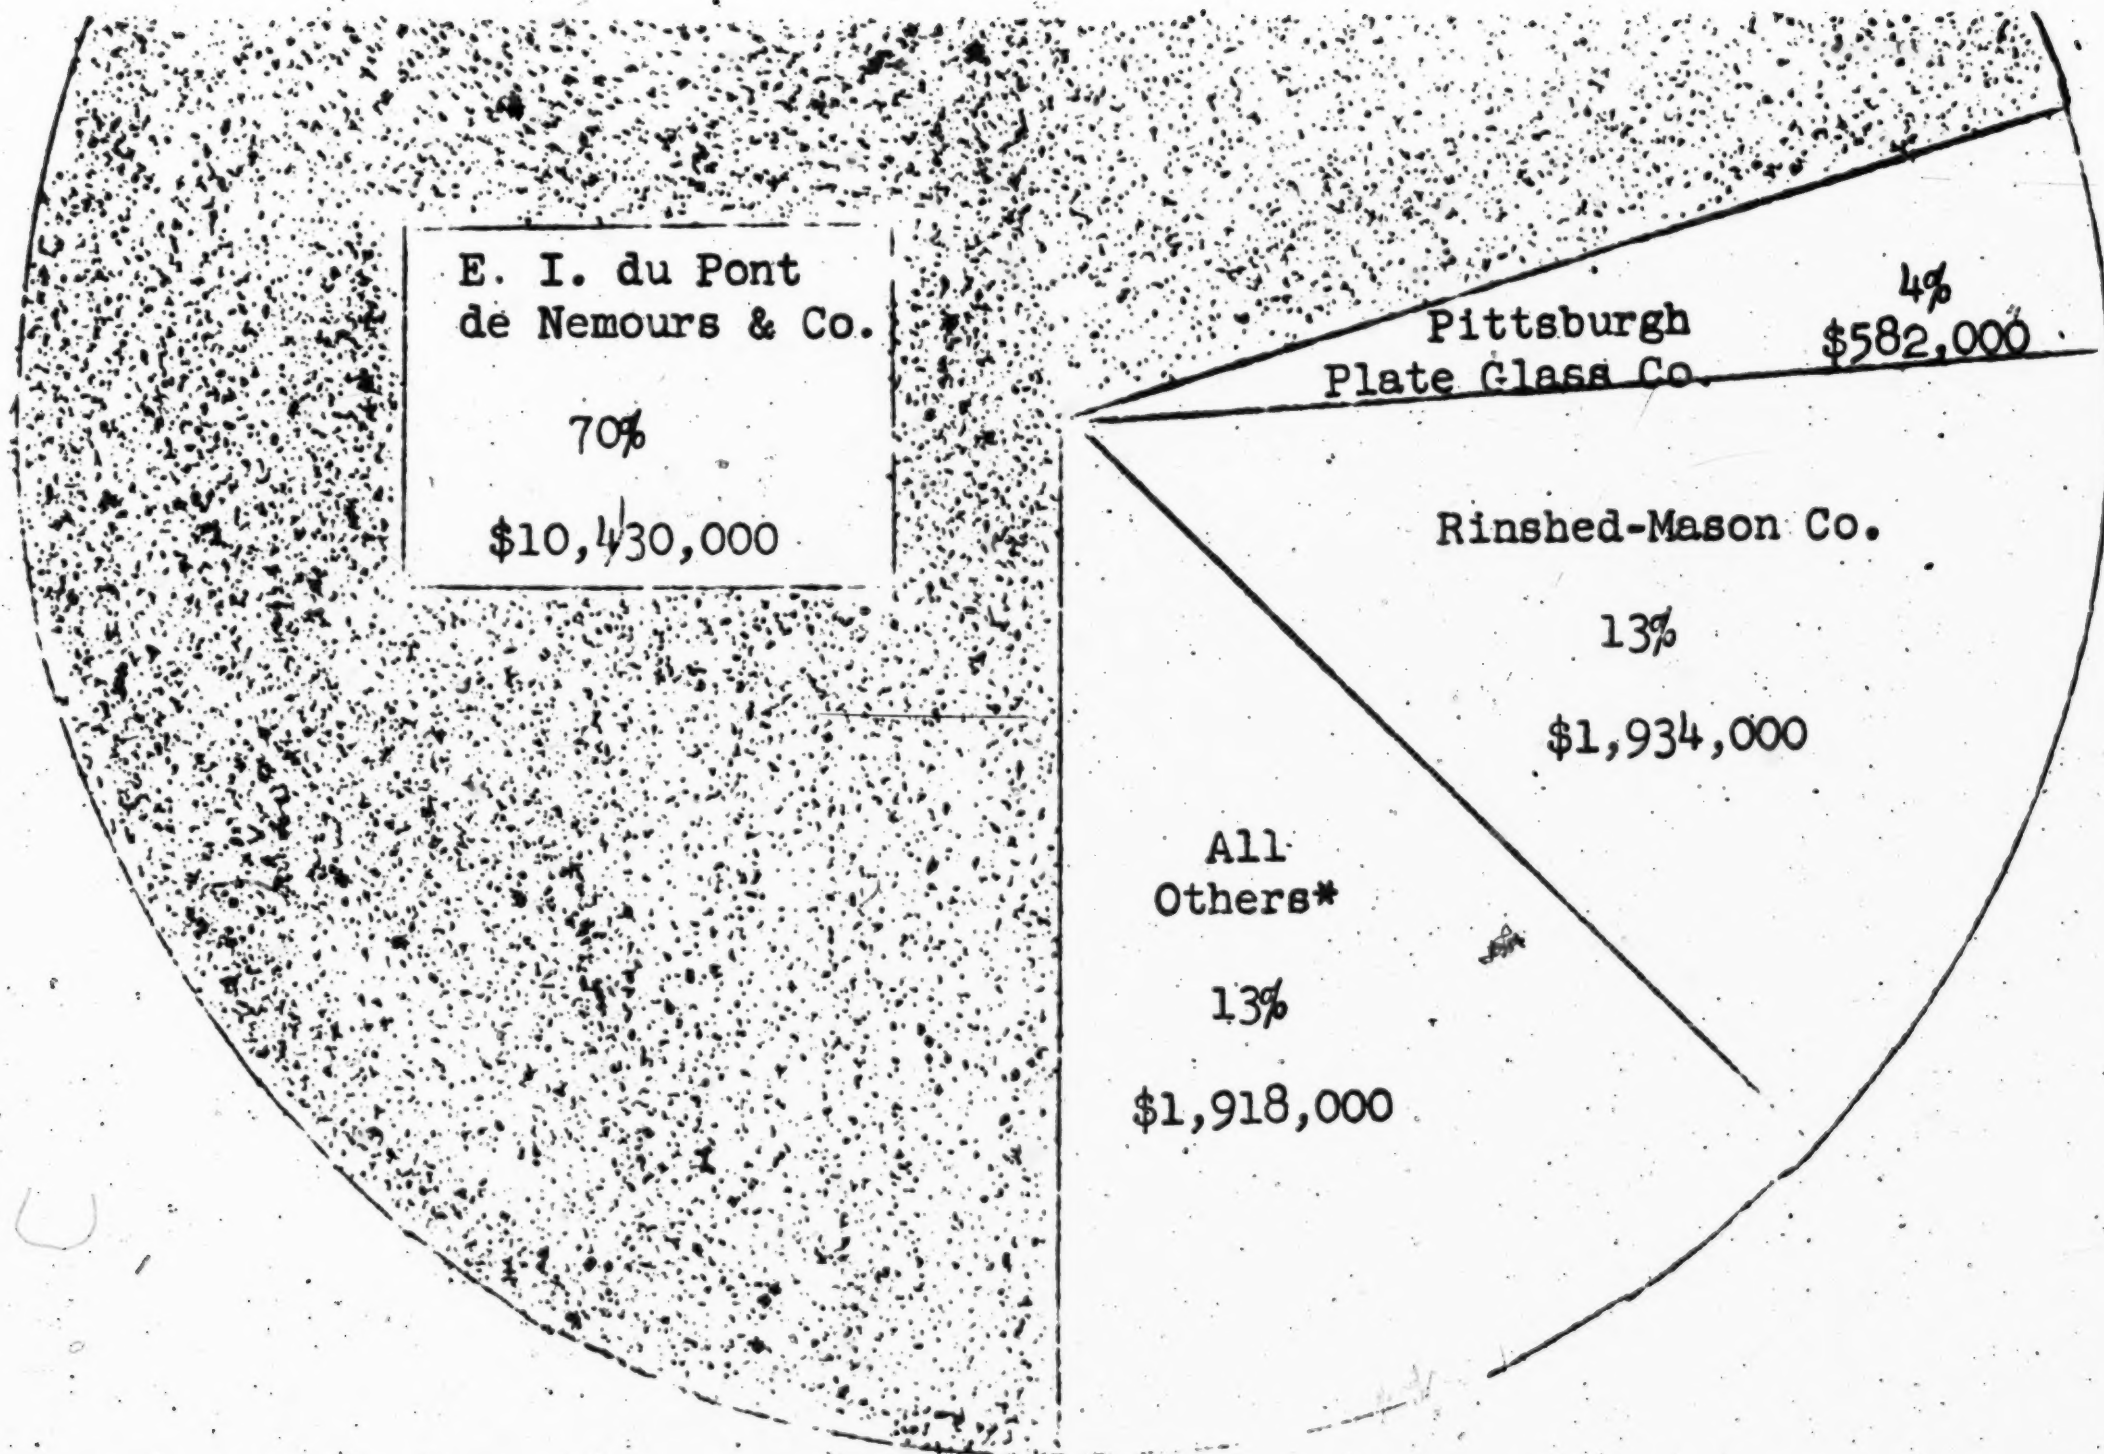 E. I. du Pont
de Nemours & Co.
70%
$10,430,000
Pittsburgh
Plate Glass Co.
4%
$582,000
Rinshed-Mason Co.
13%
$1,934,000
All
Others*
13%
$1,918,000